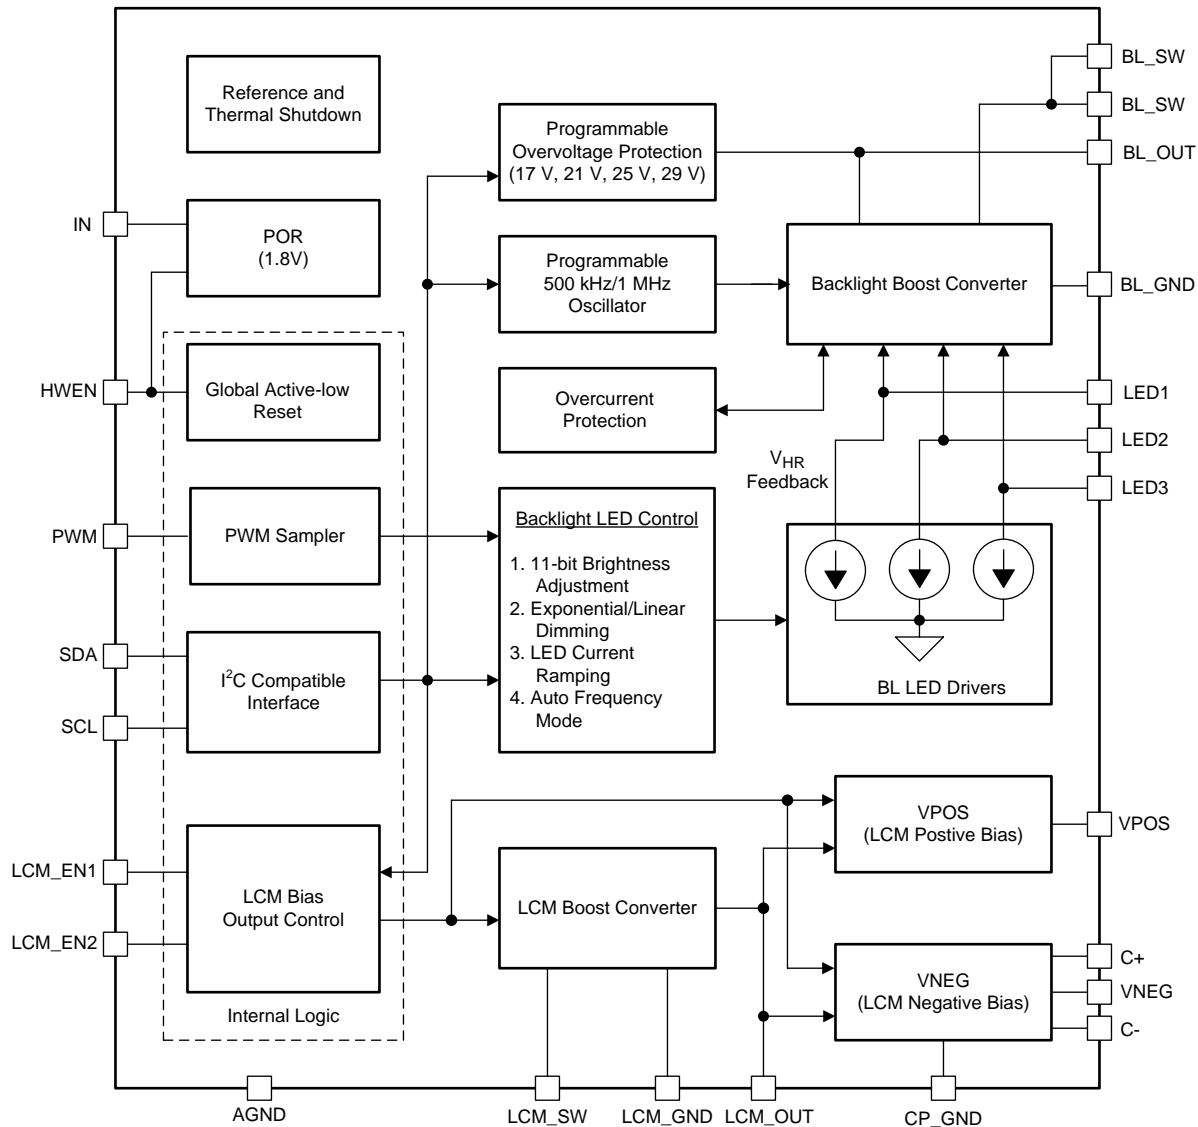 BL_SW
Reference and
Thermal Shutdown
BL_SW
Programmable
Overvoltage Protection
(17 V, 21 V, 25 V, 29 V)
BL_OUT
IN
POR
(1.8V)
Programmable
500 kHz/1 MHz
Oscillator
Backlight Boost Converter
BL_GND
HWEN
Global Active-low
Reset
Overcurrent
Protection
LED1
LED2
VHR
Feedback
LED3
PWM
PWM Sampler
Backlight LED Control
1. 11-bit Brightness
Adjustment
2. Exponential/Linear
Dimming
3. LED Current
Ramping
4. Auto Frequency
Mode
SDA
SCL
I2C Compatible
Interface
BL LED Drivers
VPOS
(LCM Postive Bias)
VPOS
LCM_EN1
LCM_EN2
LCM Bias
Output Control
LCM Boost Converter
VNEG
(LCM Negative Bias)
C+
VNEG
C-
Internal Logic
AGND
LCM_SW
LCM_GND
LCM_OUT
CP_GND